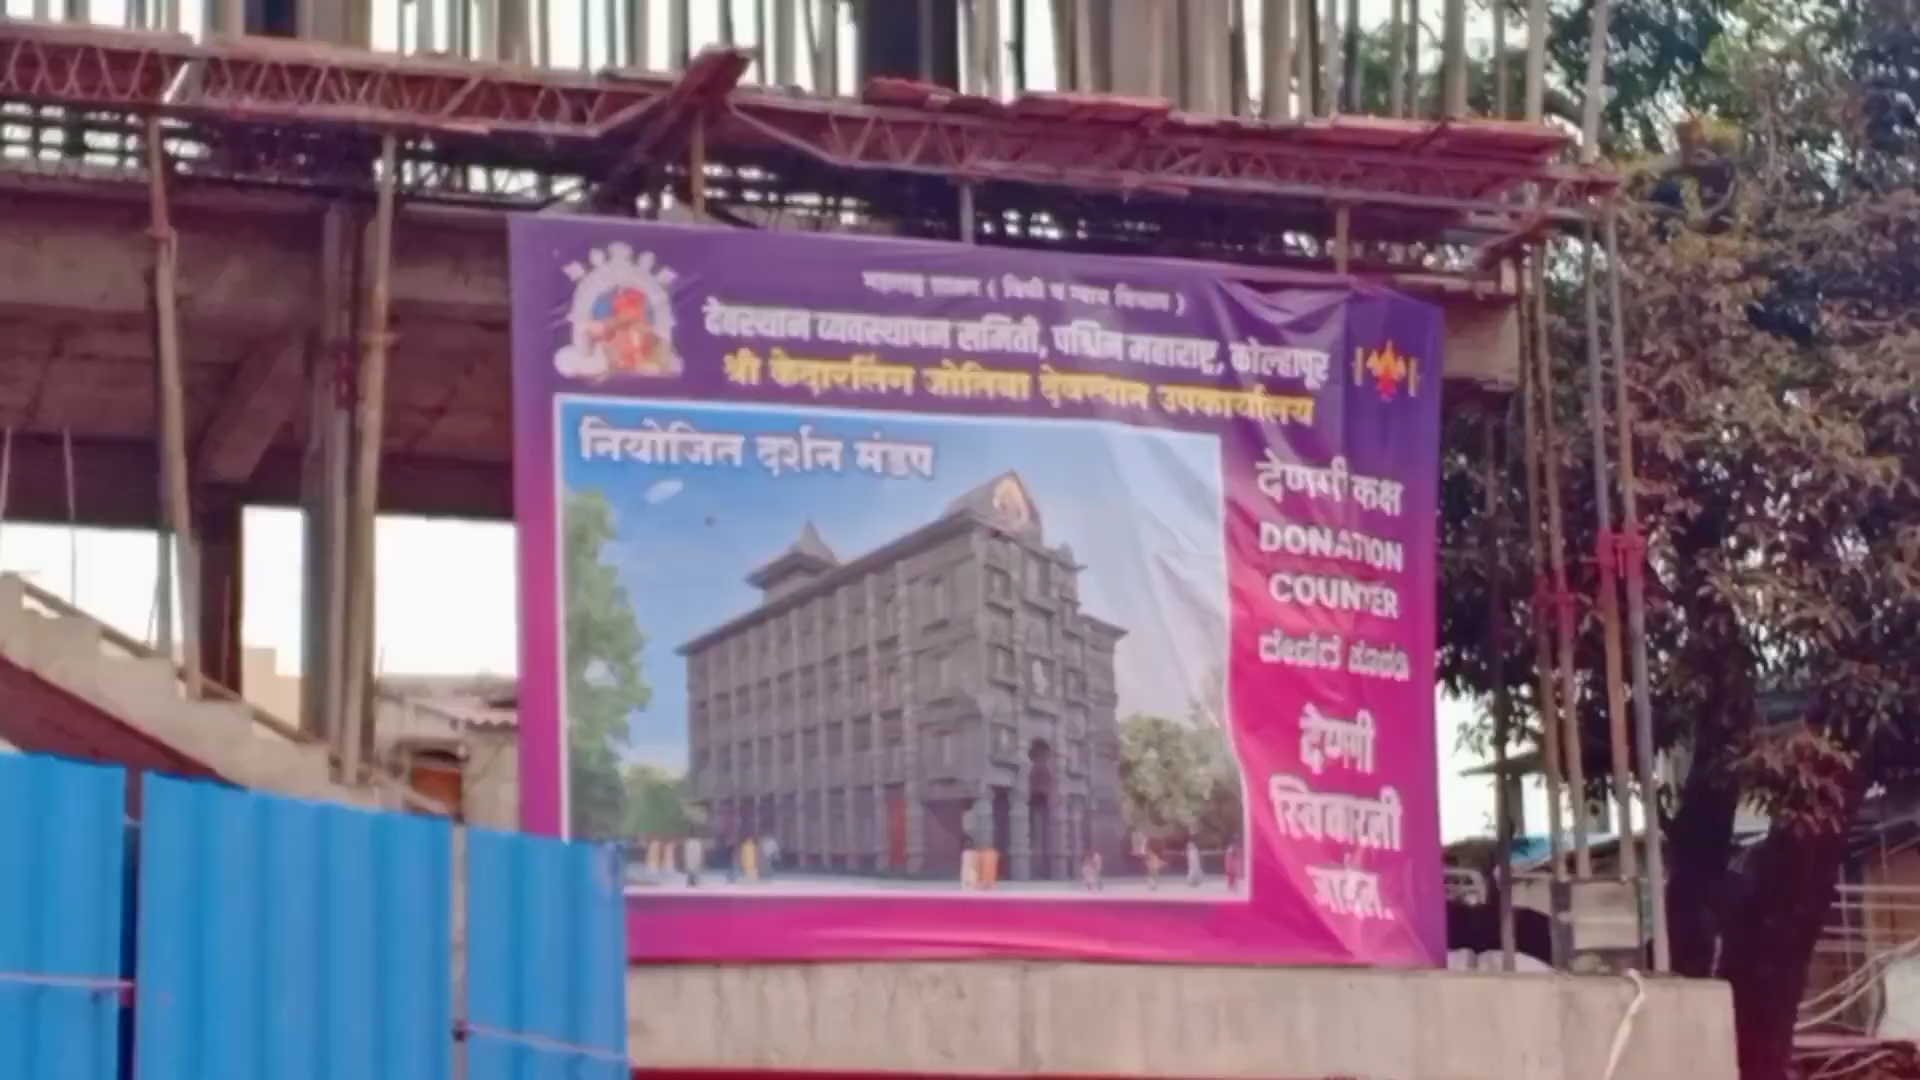 महाराष्ट्र शासन ( विधी व न्याय विभाग )
देवस्थान व्यवस्थापन समिती, पश्चिम महाराष्ट्र, कोल्हापूर
श्री केदारलिंग जोतिबा देवस्थान उपकार्यालय
नियोजित दर्शन मंडप
देणगी कक्ष
DONATION
COUNTER
देणगी
स्विकारली
जाईल.